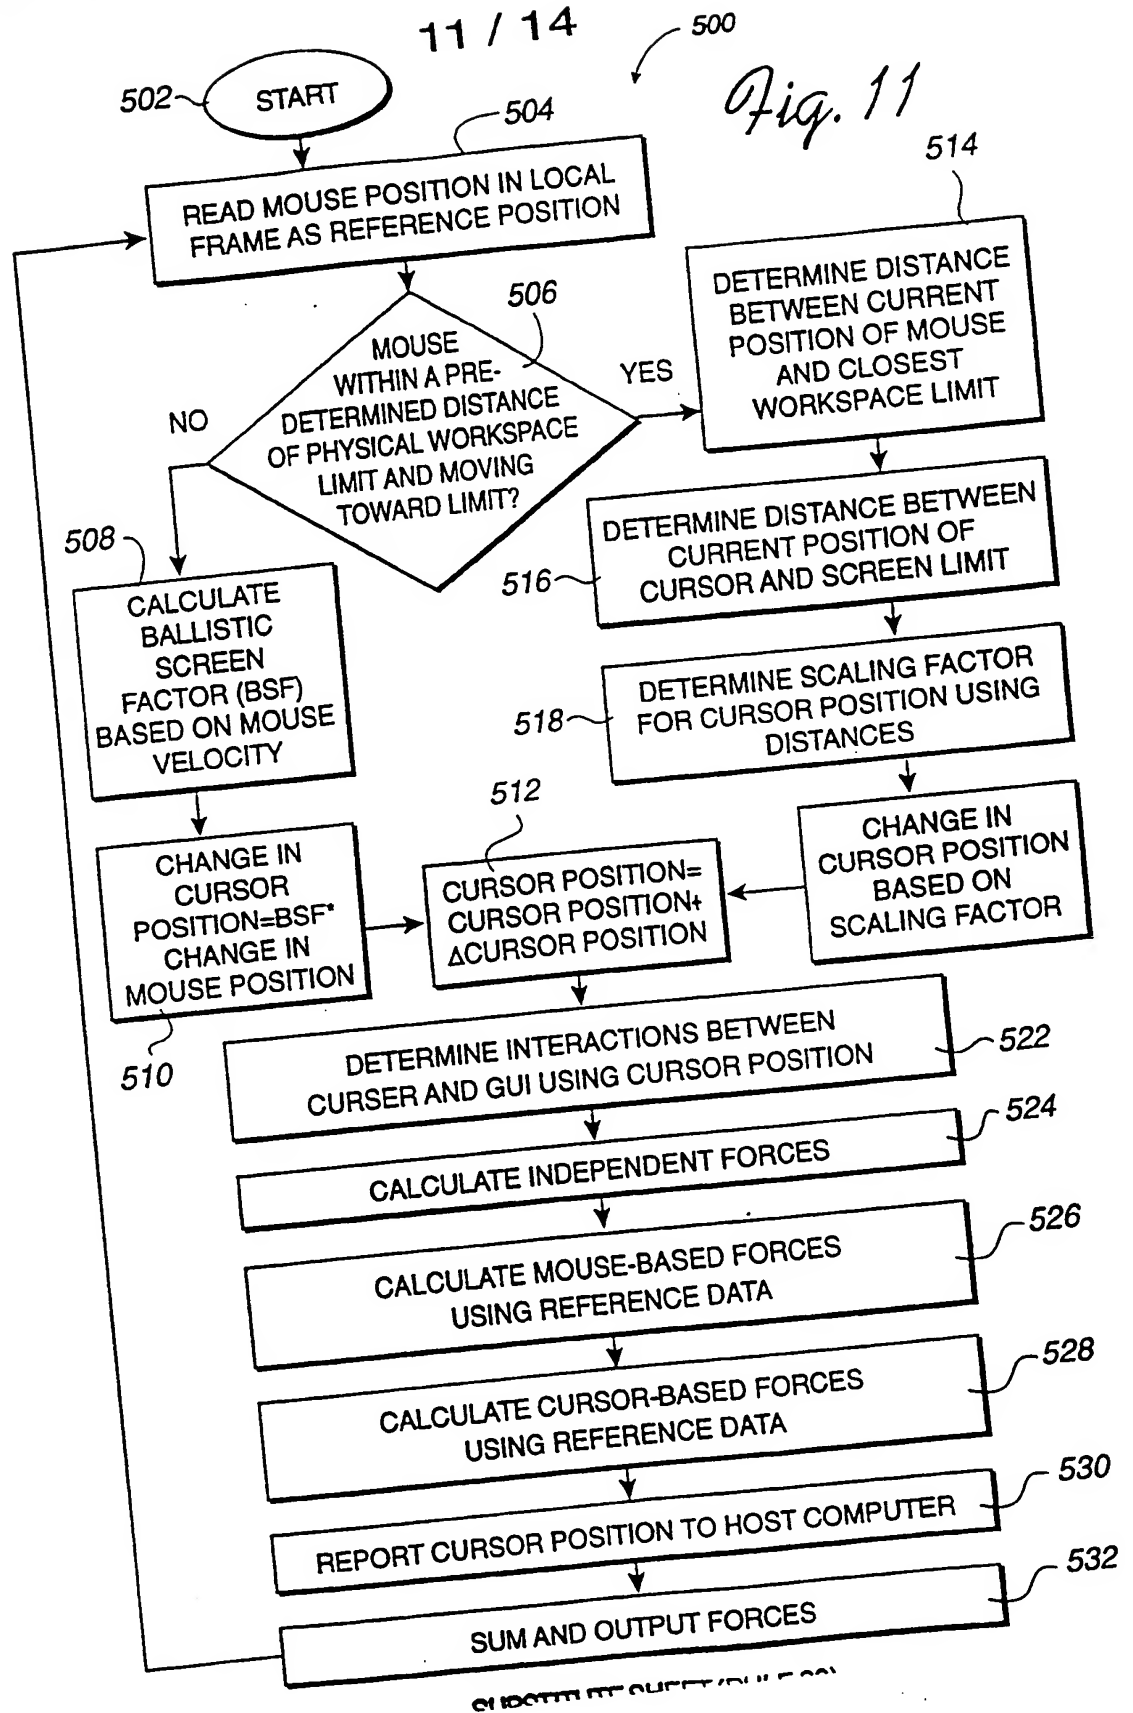 11 / 14
500
Fig. 11
502
START
504
READ MOUSE POSITION IN LOCAL
FRAME AS REFERENCE POSITION
506
MOUSE
WITHIN A PRE-
DETERMINED DISTANCE
OF PHYSICAL WORKSPACE
LIMIT AND MOVING
TOWARD LIMIT?
NO
YES
514
DETERMINE DISTANCE
BETWEEN CURRENT
POSITION OF MOUSE
AND CLOSEST
WORKSPACE LIMIT
516
DETERMINE DISTANCE BETWEEN
CURRENT POSITION OF
CURSOR AND SCREEN LIMIT
518
DETERMINE SCALING FACTOR
FOR CURSOR POSITION USING
DISTANCES
CHANGE IN
CURSOR POSITION
BASED ON
SCALING FACTOR
508
CALCULATE
BALLISTIC
SCREEN
FACTOR (BSF)
BASED ON MOUSE
VELOCITY
CHANGE IN
CURSOR
POSITION=BSF*
CHANGE IN
MOUSE POSITION
510
512
CURSOR POSITION=
CURSOR POSITION+
ΔCURSOR POSITION
DETERMINE INTERACTIONS BETWEEN
CURSER AND GUI USING CURSOR POSITION
522
CALCULATE INDEPENDENT FORCES
524
CALCULATE MOUSE-BASED FORCES
USING REFERENCE DATA
526
CALCULATE CURSOR-BASED FORCES
USING REFERENCE DATA
528
REPORT CURSOR POSITION TO HOST COMPUTER
530
SUM AND OUTPUT FORCES
532